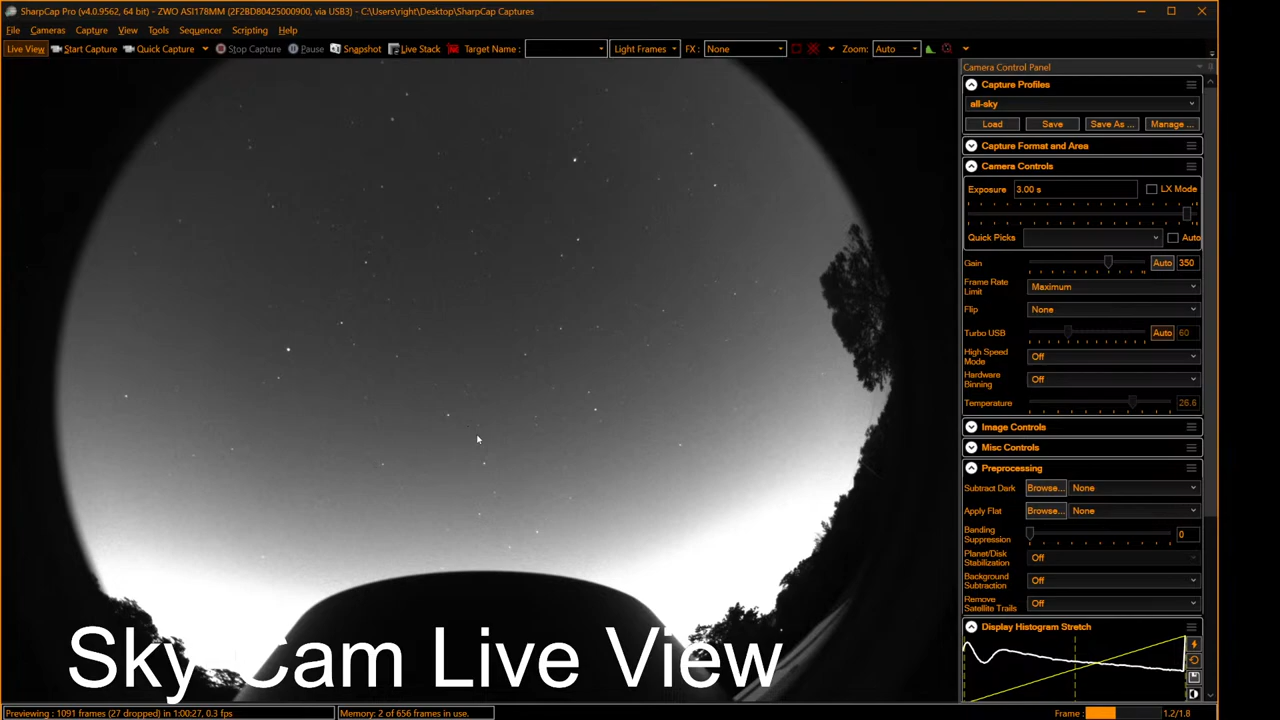 SharpCap Pro (v4.0.9562, 64 bit) - ZWO ASI178MM (2F2BD80425000900, via USB3) - C:\Users\right\Desktop\SharpCap Captures
File Cameras Capture View Tools Sequencer Scripting Help
Live View Start Capture Quick Capture Stop Capture Pause Snapshot Live Stack Target Name : Light Frames FX : None Zoom: Auto
Camera Control Panel
Capture Profiles
all-sky
Load Save Save As ... Manage ...
Capture Format and Area
Camera Controls
Exposure 3.00 s LX Mode
Quick Picks Auto
Gain Auto 350
Frame Rate
Limit
Maximum
Flip None
Turbo USB Auto 60
High Speed
Mode
Off
Hardware
Binning
Off
Temperature 26.6
Image Controls
Misc Controls
Preprocessing
Subtract Dark Browse... None
Apply Flat Browse... None
Banding
Suppression
0
Planet/Disk
Stabilization
Off
Background
Subtraction
Off
Remove
Satellite Trails
Off
Display Histogram Stretch
Sky Cam Live View
Previewing : 1091 frames (27 dropped) in 1:00:27, 0.3 fps Memory: 2 of 656 frames in use. Frame : 1.2/1.8